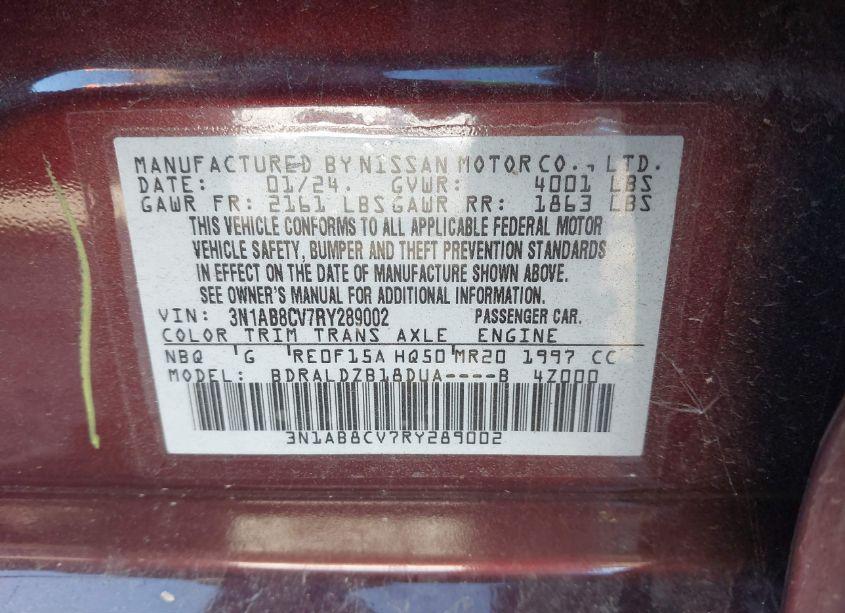 MANUFACTURED BY NISSAN MOTOR CO., LTD.
DATE: 01/24. GVWR: 4001 LBS
GAWR FR: 2161 LBS GAWR RR: 1863 LBS
THIS VEHICLE CONFORMS TO ALL APPLICABLE FEDERAL MOTOR
VEHICLE SAFETY, BUMPER AND THEFT PREVENTION STANDARDS
IN EFFECT ON THE DATE OF MANUFACTURE SHOWN ABOVE.
SEE OWNER'S MANUAL FOR ADDITIONAL INFORMATION.
VIN: 3N1AB8CV7RY289002 PASSENGER CAR.
COLOR TRIM TRANS AXLE ENGINE
NBQ 'G RE0F15A HQ50 MR20 1997 CC
MODEL: BDRALDZB18DUA----B 4Z000
3N1AB8CV7RY289002